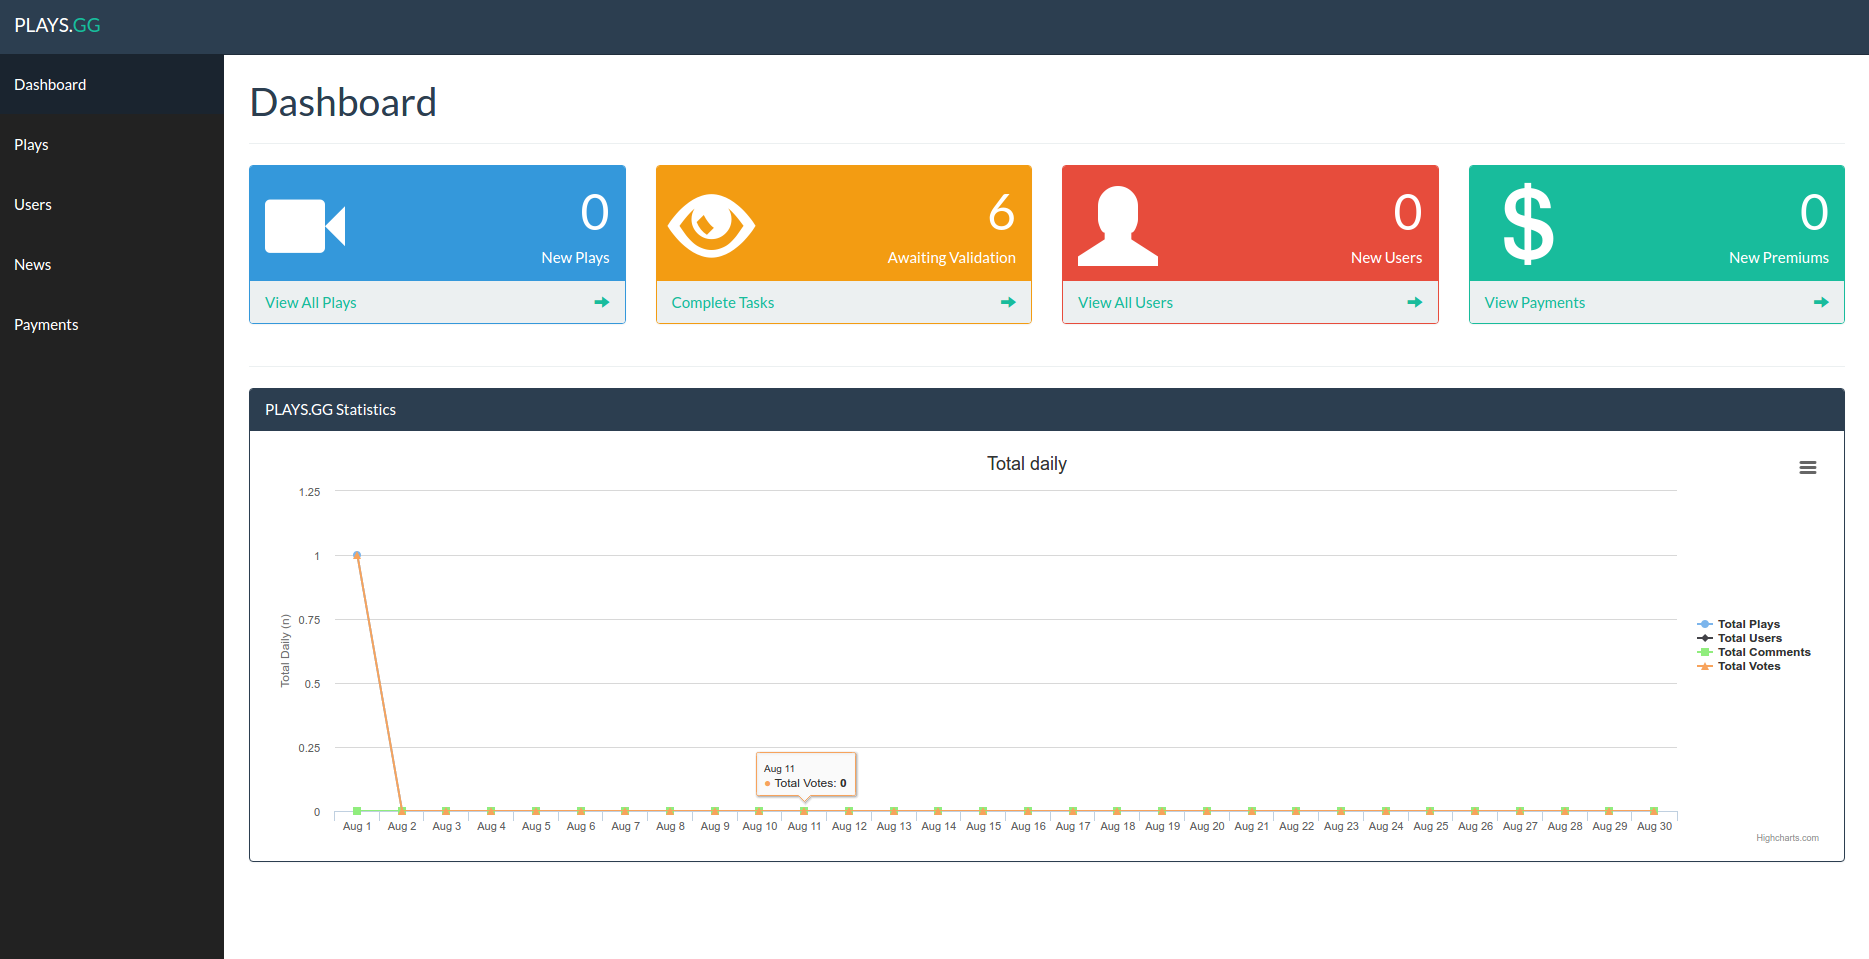 PLAYS.GG
Dashboard
Plays
Users
News
Payments
Dashboard
0
New Plays
View All Plays
6
Awaiting Validation
Complete Tasks
0
New Users
View All Users
$
0
New Premiums
View Payments
PLAYS.GG Statistics
Total daily
Total Daily (n)
1.25
1
0.75
0.5
0.25
0
Aug 11
Total Votes: 0
Aug 1 Aug 2 Aug 3 Aug 4 Aug 5 Aug 6 Aug 7 Aug 8 Aug 9 Aug 10 Aug 11 Aug 12 Aug 13 Aug 14 Aug 15 Aug 16 Aug 17 Aug 18 Aug 19 Aug 20 Aug 21 Aug 22 Aug 23 Aug 24 Aug 25 Aug 26 Aug 27 Aug 28 Aug 29 Aug 30
Total Plays
Total Users
Total Comments
Total Votes
Highcharts.com